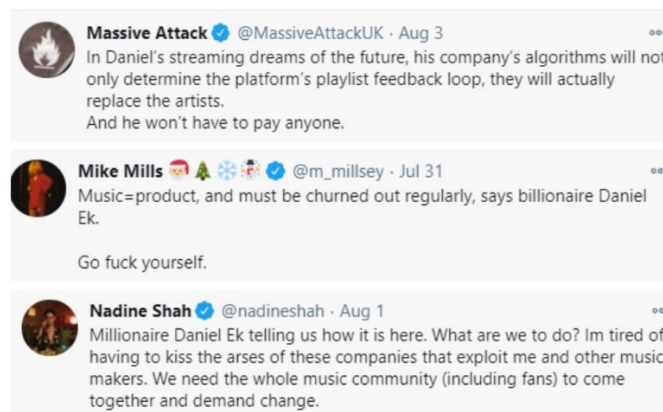 Massive Attack @MassiveAttackUK · Aug 3
In Daniel's streaming dreams of the future, his company's algorithms will not
only determine the platform's playlist feedback loop, they will actually
replace the artists.
And he won't have to pay anyone.
Mike Mills 🎅🎄❄️☃️ @m_millsey · Jul 31
Music=product, and must be churned out regularly, says billionaire Daniel
Ek.
Go fuck yourself.
Nadine Shah @nadineshah · Aug 1
Millionaire Daniel Ek telling us how it is here. What are we to do? Im tired of
having to kiss the arses of these companies that exploit me and other music
makers. We need the whole music community (including fans) to come
together and demand change.